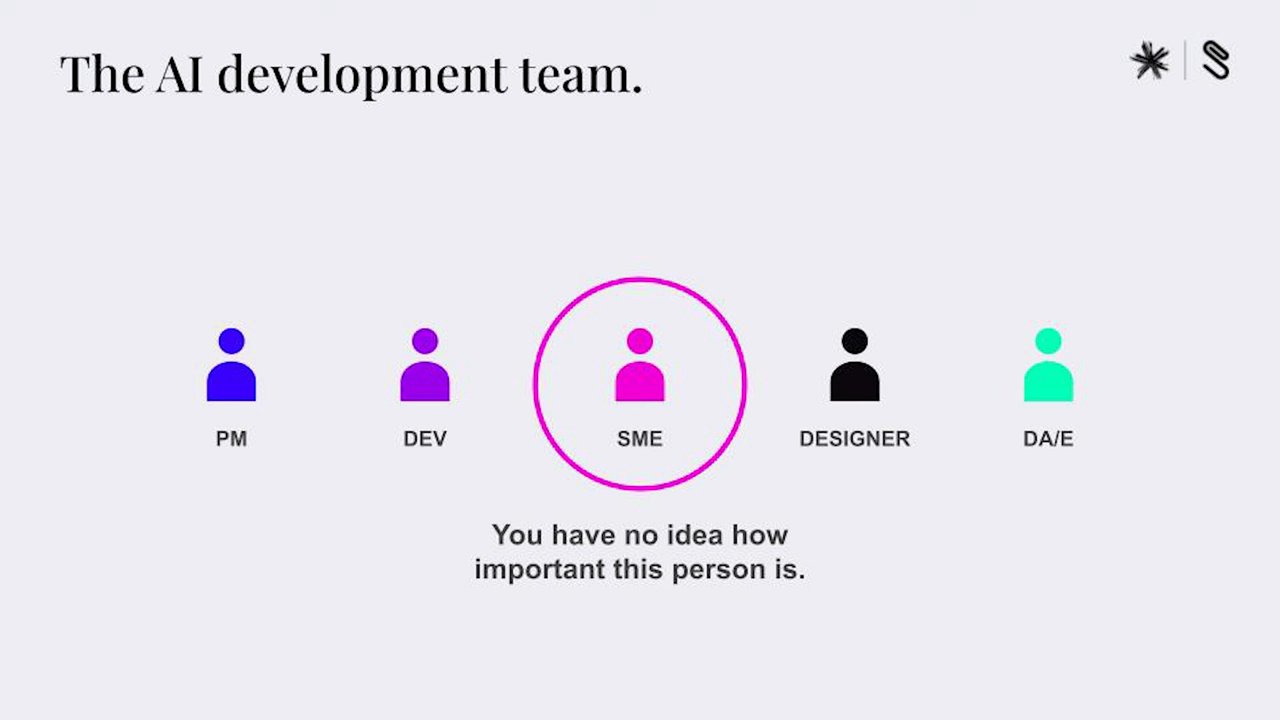 The AI development team.
PM
DEV
SME
DESIGNER
DA/E
You have no idea how
important this person is.